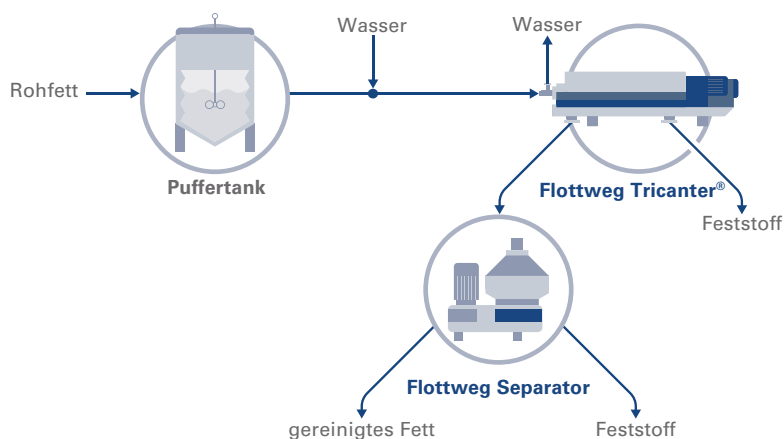 Wasser
Wasser
Rohfett
Puffertank
Flottweg Tricanter®
Feststoff
Flottweg Separator
gereinigtes Fett
Feststoff